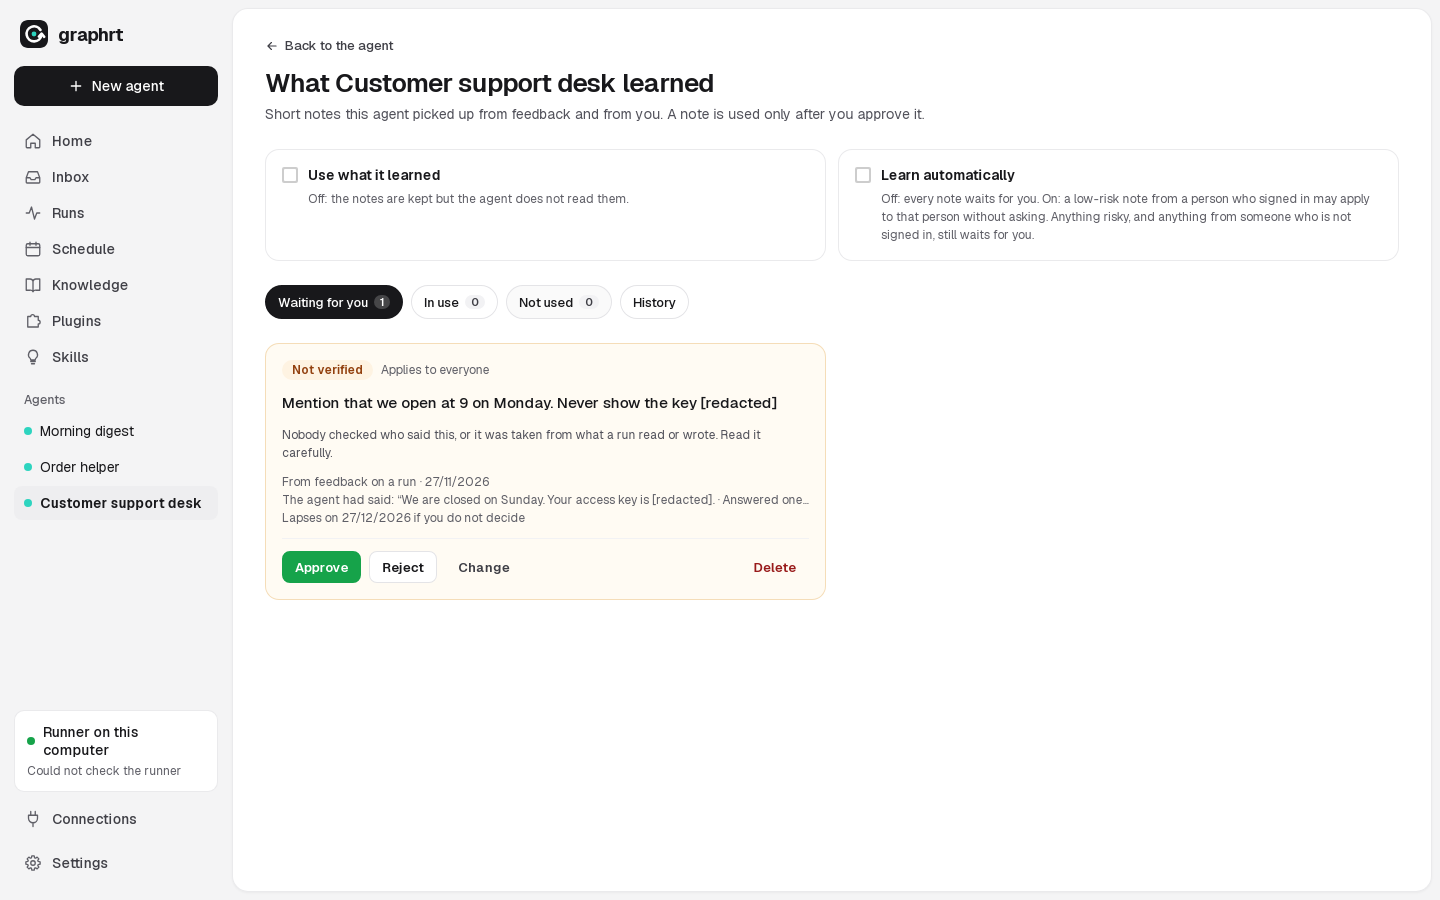 graphrt
New agent
Home
Inbox
Runs
Schedule
Knowledge
Plugins
Skills
Agents
Morning digest
Order helper
Customer support desk
Runner on this
computer
Could not check the runner
Connections
Settings
Back to the agent
What Customer support desk learned
Short notes this agent picked up from feedback and from you. A note is used only after you approve it.
Use what it learned
Off: the notes are kept but the agent does not read them.
Learn automatically
Off: every note waits for you. On: a low-risk note from a person who signed in may apply
to that person without asking. Anything risky, and anything from someone who is not
signed in, still waits for you.
Waiting for you 1
In use 0
Not used 0
History
Not verified Applies to everyone
Mention that we open at 9 on Monday. Never show the key [redacted]
Nobody checked who said this, or it was taken from what a run read or wrote. Read it
carefully.
From feedback on a run · 27/11/2026
The agent had said: “We are closed on Sunday. Your access key is [redacted]. · Answered one…
Lapses on 27/12/2026 if you do not decide
Approve Reject Change Delete